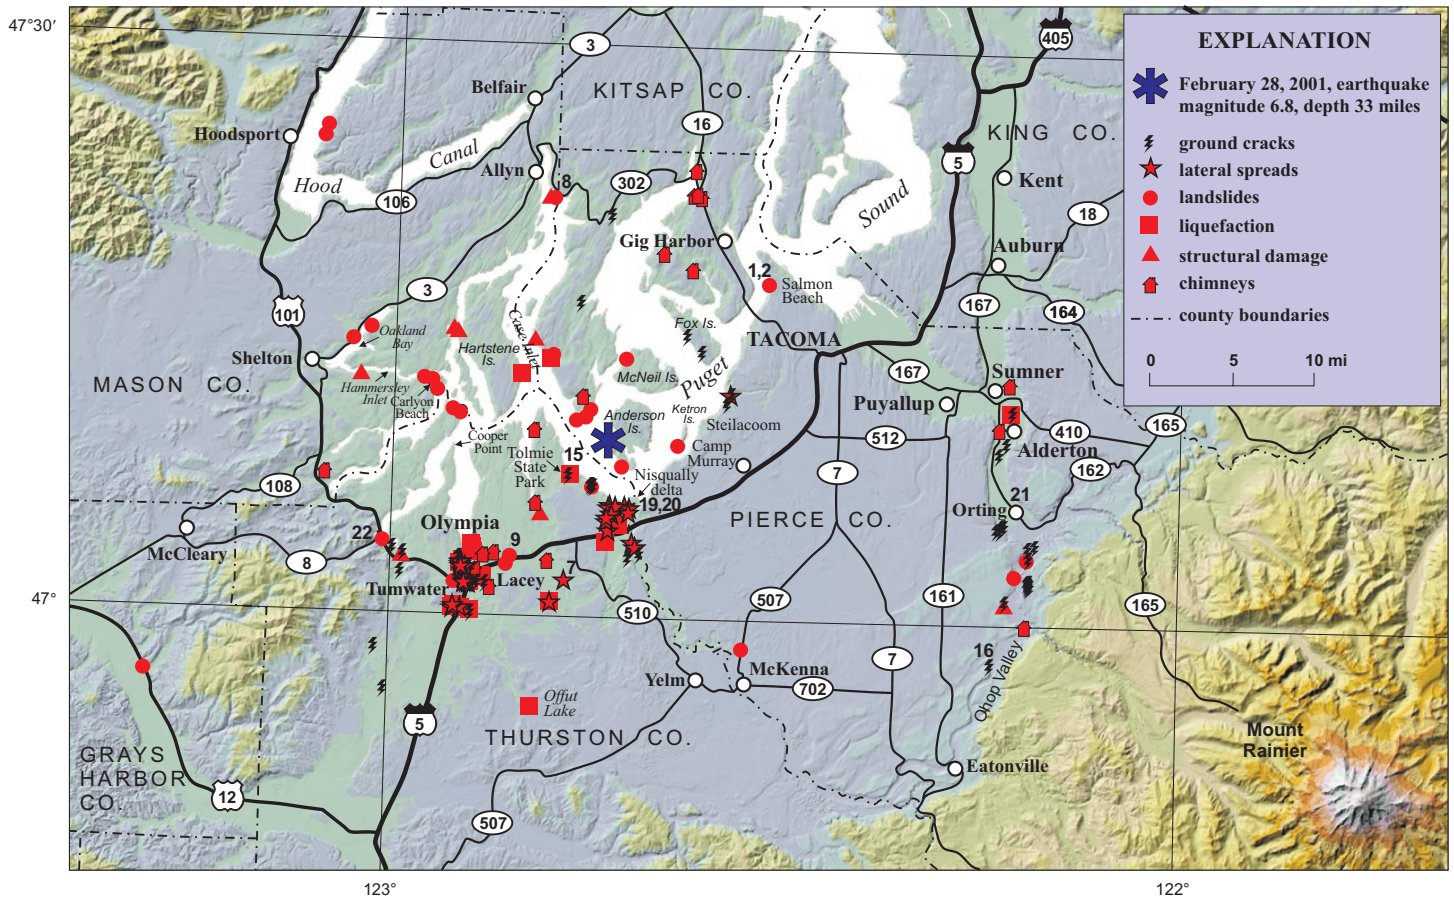 47°30'
3
405
EXPLANATION
February 28, 2001, earthquake
magnitude 6.8, depth 33 miles
ground cracks
lateral spreads
landslides
liquefaction
structural damage
chimneys
county boundaries
0 5 10 mi
Belfair
KITSAP CO.
16
KING CO.
Hoodsport
Canal
5
Allyn
Hood
8
302
Kent
106
Sound
18
Gig Harbor
Auburn
1,2
Salmon
Beach
3
167
164
101
Oakland
Bay
Case Inlet
Fox Is.
Hartstene
Is.
TACOMA
Shelton
McNeil Is.
Puget
167
Sumner
MASON CO.
Hammersley
Inlet
Carlyon
Beach
Ketron
Is.
Puyallup
Anderson
Is.
Steilacoom
165
Cooper
Point
512
410
Tolmie
State
Park
15
Camp
Murray
Alderton
7
162
Nisqually
delta
108
19,20
21
Orting
Olympia
PIERCE CO.
McCleary
22
9
8
Lacey
7
Tumwater
47°
510
507
161
165
16
7
McKenna
Yelm
702
Ohop Valley
Offut
Lake
5
THURSTON CO.
Mount
Rainier
GRAYS
HARBOR
CO.
Eatonville
12
507
123°
122°